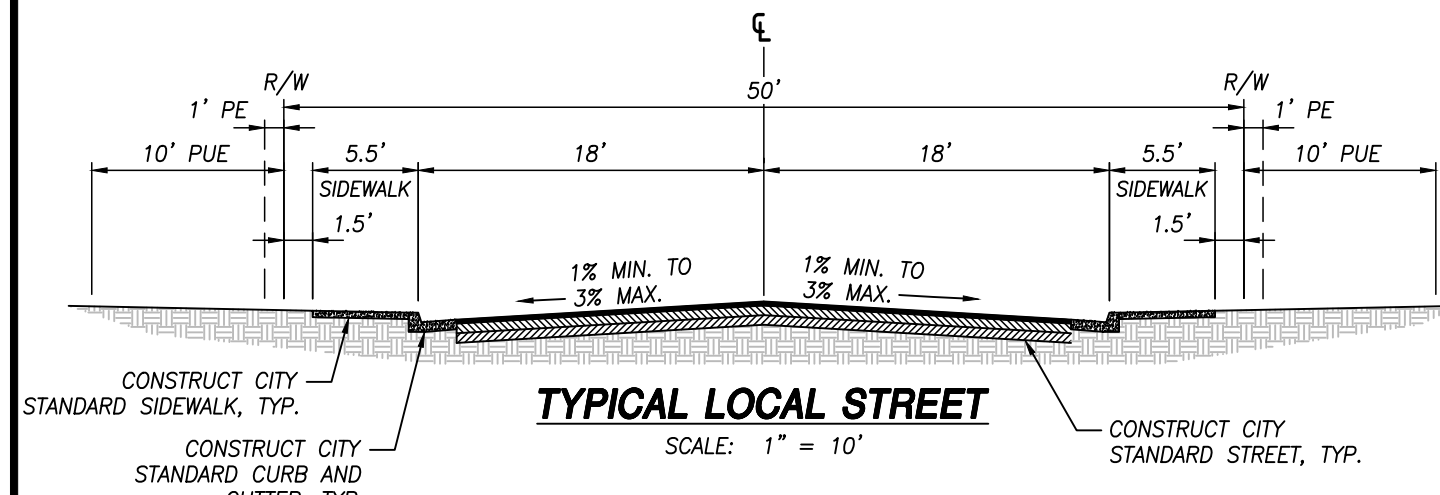 ℄
R/W
R/W
50'
1' PE
1' PE
10' PUE
5.5'
18'
18'
5.5'
10' PUE
SIDEWALK
SIDEWALK
1.5'
1.5'
1% MIN. TO
3% MAX.
1% MIN. TO
3% MAX.
CONSTRUCT CITY
STANDARD SIDEWALK, TYP.
TYPICAL LOCAL STREET
SCALE: 1" = 10'
CONSTRUCT CITY
STANDARD CURB AND
GUTTER, TYP.
CONSTRUCT CITY
STANDARD STREET, TYP.